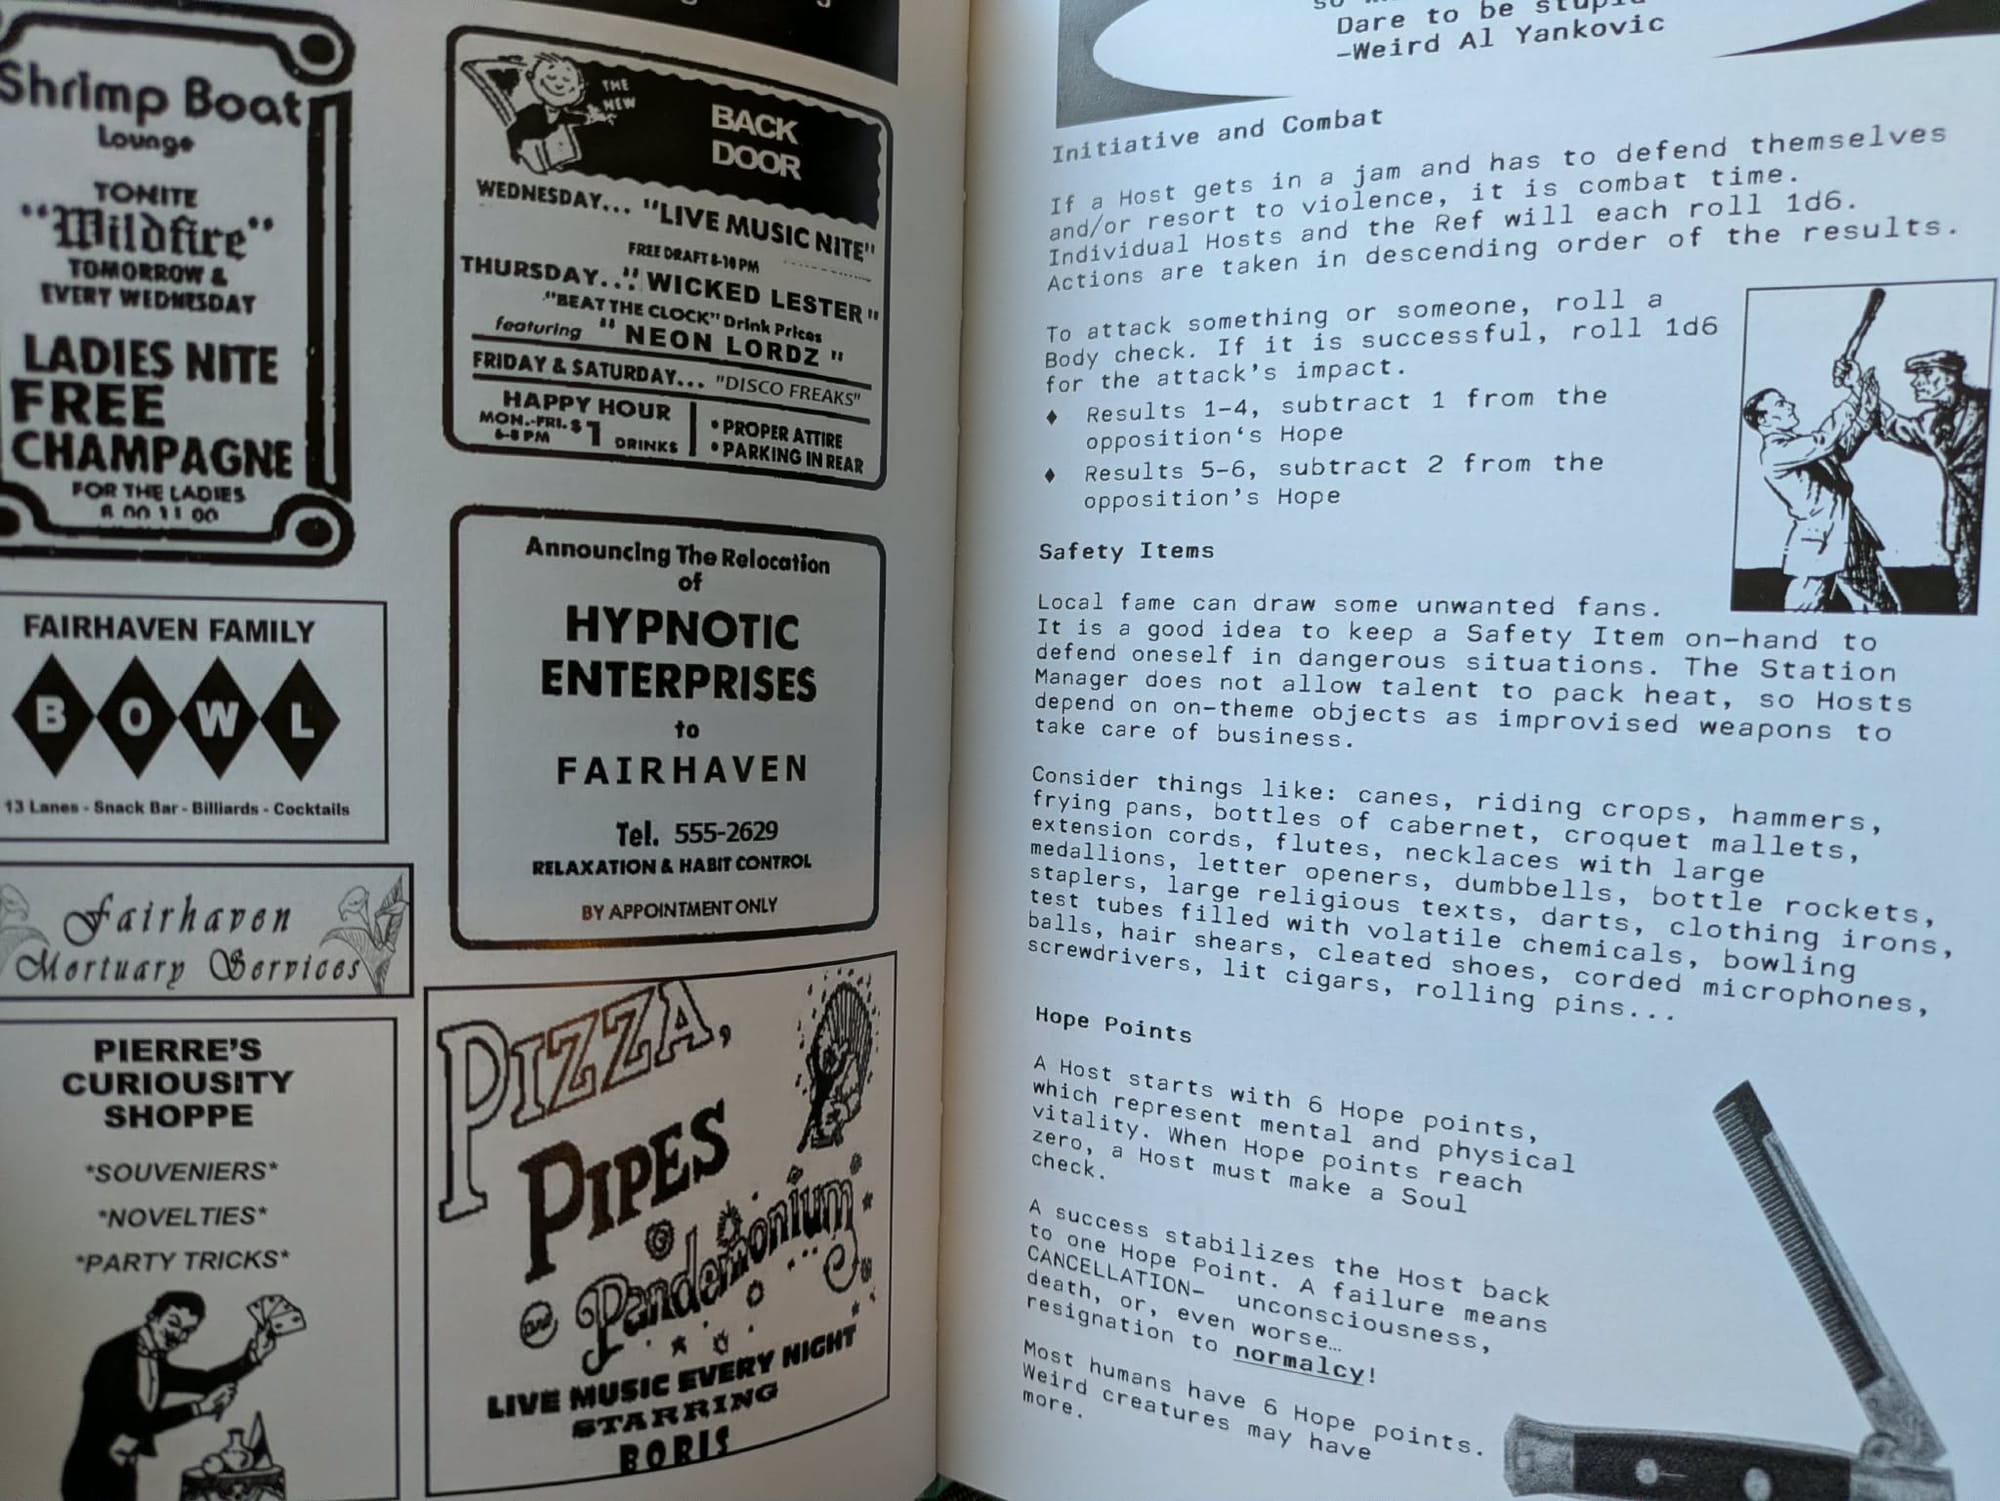 Shrimp Boat
Lounge
TONITE
"Wildfire"
TOMORROW &
EVERY WEDNESDAY
LADIES NITE
FREE
CHAMPAGNE
FOR THE LADIES
8 00 11 00
FAIRHAVEN FAMILY
BOWL
13 Lanes - Snack Bar - Billiards - Cocktails
Fairhaven
Mortuary Services
PIERRE'S
CURIOUSITY
SHOPPE
*SOUVENIERS*
*NOVELTIES*
*PARTY TRICKS*
THE
NEW
BACK
DOOR
WEDNESDAY... "LIVE MUSIC NITE"
FREE DRAFT 8-10 PM
THURSDAY..." WICKED LESTER"
"BEAT THE CLOCK" Drink Prices
featuring "NEON LORDZ"
FRIDAY & SATURDAY... "DISCO FREAKS"
HAPPY HOUR
MON.-FRI. $1
6-8 PM DRINKS
• PROPER ATTIRE
• PARKING IN REAR
Announcing The Relocation
of
HYPNOTIC
ENTERPRISES
to
FAIRHAVEN
Tel. 555-2629
RELAXATION & HABIT CONTROL
BY APPOINTMENT ONLY
PIZZA,
PIPES
and Pandemonium
LIVE MUSIC EVERY NIGHT
STARRING
BORIS
Dare to be stupid
-Weird Al Yankovic
Initiative and Combat
If a Host gets in a jam and has to defend themselves
and/or resort to violence, it is combat time.
Individual Hosts and the Ref will each roll 1d6.
Actions are taken in descending order of the results.
To attack something or someone, roll a
Body check. If it is successful, roll 1d6
for the attack's impact.
♦ Results 1-4, subtract 1 from the
opposition's Hope
♦ Results 5-6, subtract 2 from the
opposition's Hope
Safety Items
Local fame can draw some unwanted fans.
It is a good idea to keep a Safety Item on-hand to
defend oneself in dangerous situations. The Station
Manager does not allow talent to pack heat, so Hosts
depend on on-theme objects as improvised weapons to
take care of business.
Consider things like: canes, riding crops, hammers,
frying pans, bottles of cabernet, croquet mallets,
extension cords, flutes, necklaces with large
medallions, letter openers, dumbbells, bottle rockets,
staplers, large religious texts, darts, clothing irons,
test tubes filled with volatile chemicals, bowling
balls, hair shears, cleated shoes, corded microphones,
screwdrivers, lit cigars, rolling pins...
Hope Points
A Host starts with 6 Hope points,
which represent mental and physical
vitality. When Hope points reach
zero, a Host must make a Soul
check.
A success stabilizes the Host back
to one Hope Point. A failure means
CANCELLATION- unconsciousness,
death, or, even worse…
resignation to normalcy!
Most humans have 6 Hope points.
Weird creatures may have
more.